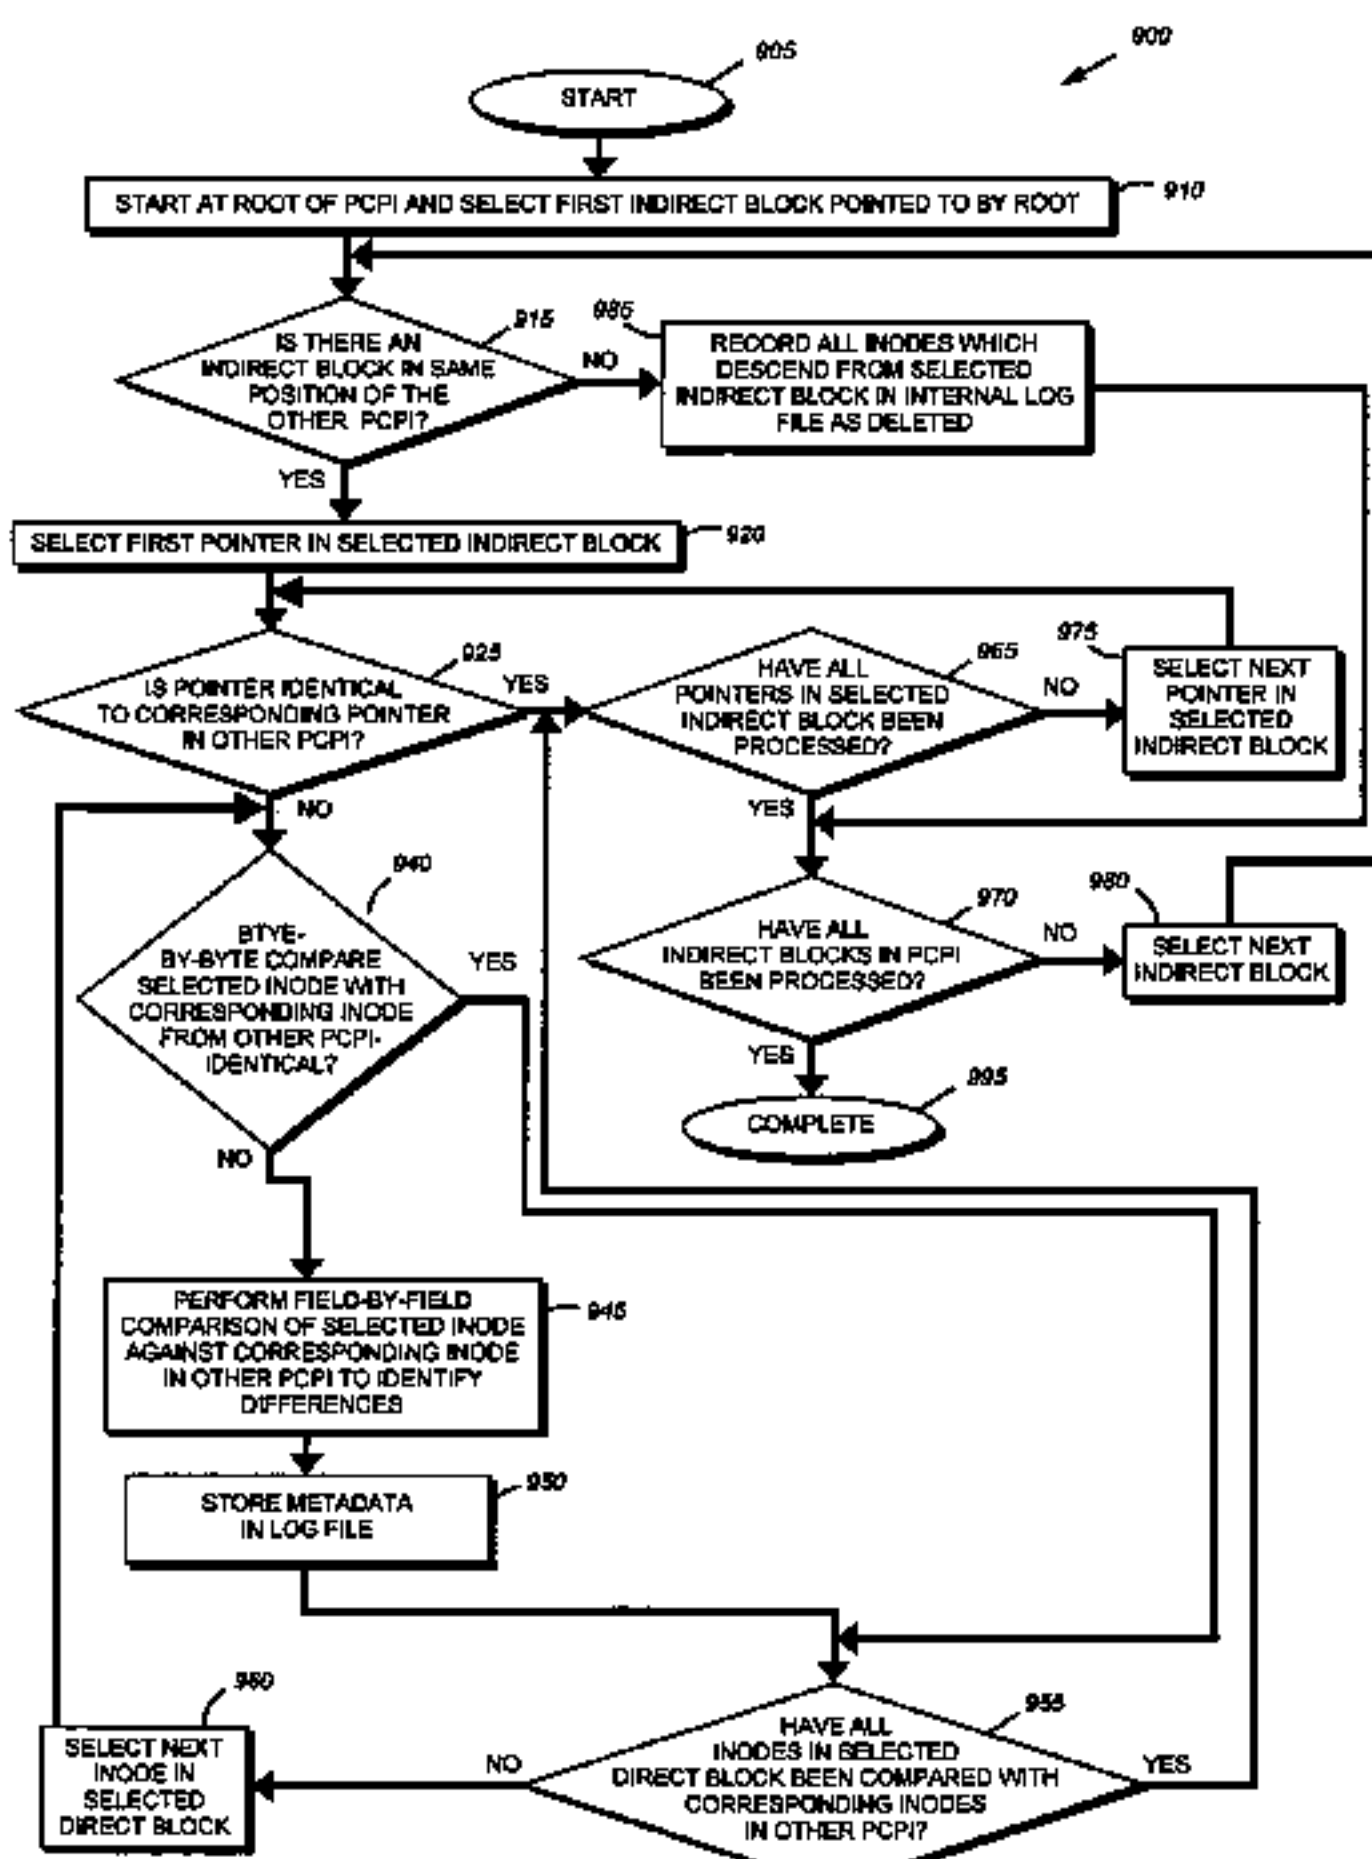 900
905
START
910
START AT ROOT OF PCPI AND SELECT FIRST INDIRECT BLOCK POINTED TO BY ROOT
915
IS THERE AN
INDIRECT BLOCK IN SAME
POSITION OF THE
OTHER PCPI?
NO
YES
985
RECORD ALL INODES WHICH
DESCEND FROM SELECTED
INDIRECT BLOCK IN INTERNAL LOG
FILE AS DELETED
920
SELECT FIRST POINTER IN SELECTED INDIRECT BLOCK
925
IS POINTER IDENTICAL
TO CORRESPONDING POINTER
IN OTHER PCPI?
YES
NO
965
HAVE ALL
POINTERS IN SELECTED
INDIRECT BLOCK BEEN
PROCESSED?
NO
YES
975
SELECT NEXT
POINTER IN
SELECTED
INDIRECT BLOCK
940
BTYE-
BY-BYTE COMPARE
SELECTED INODE WITH
CORRESPONDING INODE
FROM OTHER PCPI-
IDENTICAL?
YES
NO
970
HAVE ALL
INDIRECT BLOCKS IN PCPI
BEEN PROCESSED?
NO
YES
980
SELECT NEXT
INDIRECT BLOCK
995
COMPLETE
945
PERFORM FIELD-BY-FIELD
COMPARISON OF SELECTED INODE
AGAINST CORRESPONDING INODE
IN OTHER PCPI TO IDENTIFY
DIFFERENCES
950
STORE METADATA
IN LOG FILE
955
HAVE ALL
INODES IN SELECTED
DIRECT BLOCK BEEN COMPARED WITH
CORRESPONDING INODES
IN OTHER PCPI?
YES
NO
960
SELECT NEXT
INODE IN
SELECTED
DIRECT BLOCK